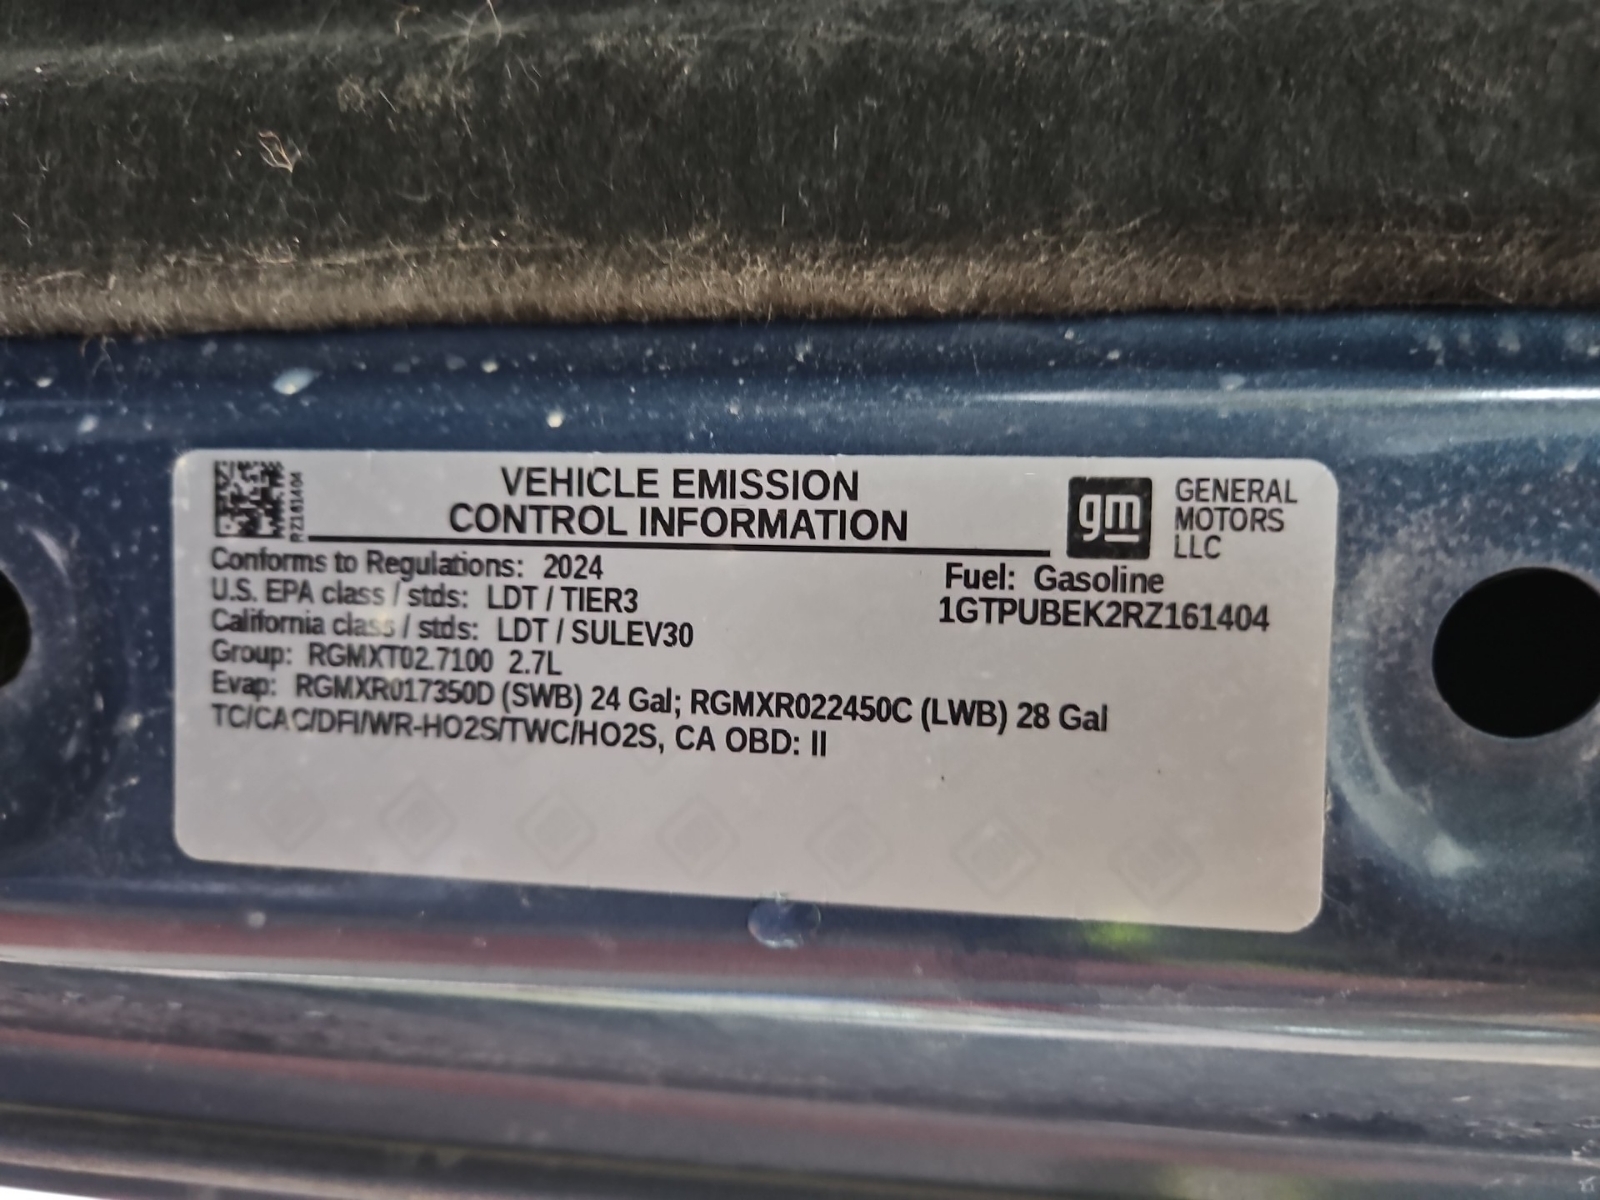 VEHICLE EMISSION
CONTROL INFORMATION
gm
GENERAL
MOTORS
LLC
RZ161404
Conforms to Regulations: 2024
U.S. EPA class / stds: LDT / TIER3
California class / stds: LDT / SULEV30
Group: RGMXT02.7100 2.7L
Evap: RGMXR017350D (SWB) 24 Gal; RGMXR022450C (LWB) 28 Gal
TC/CAC/DFI/WR-HO2S/TWC/HO2S, CA OBD: II
Fuel: Gasoline
1GTPUBEK2RZ161404